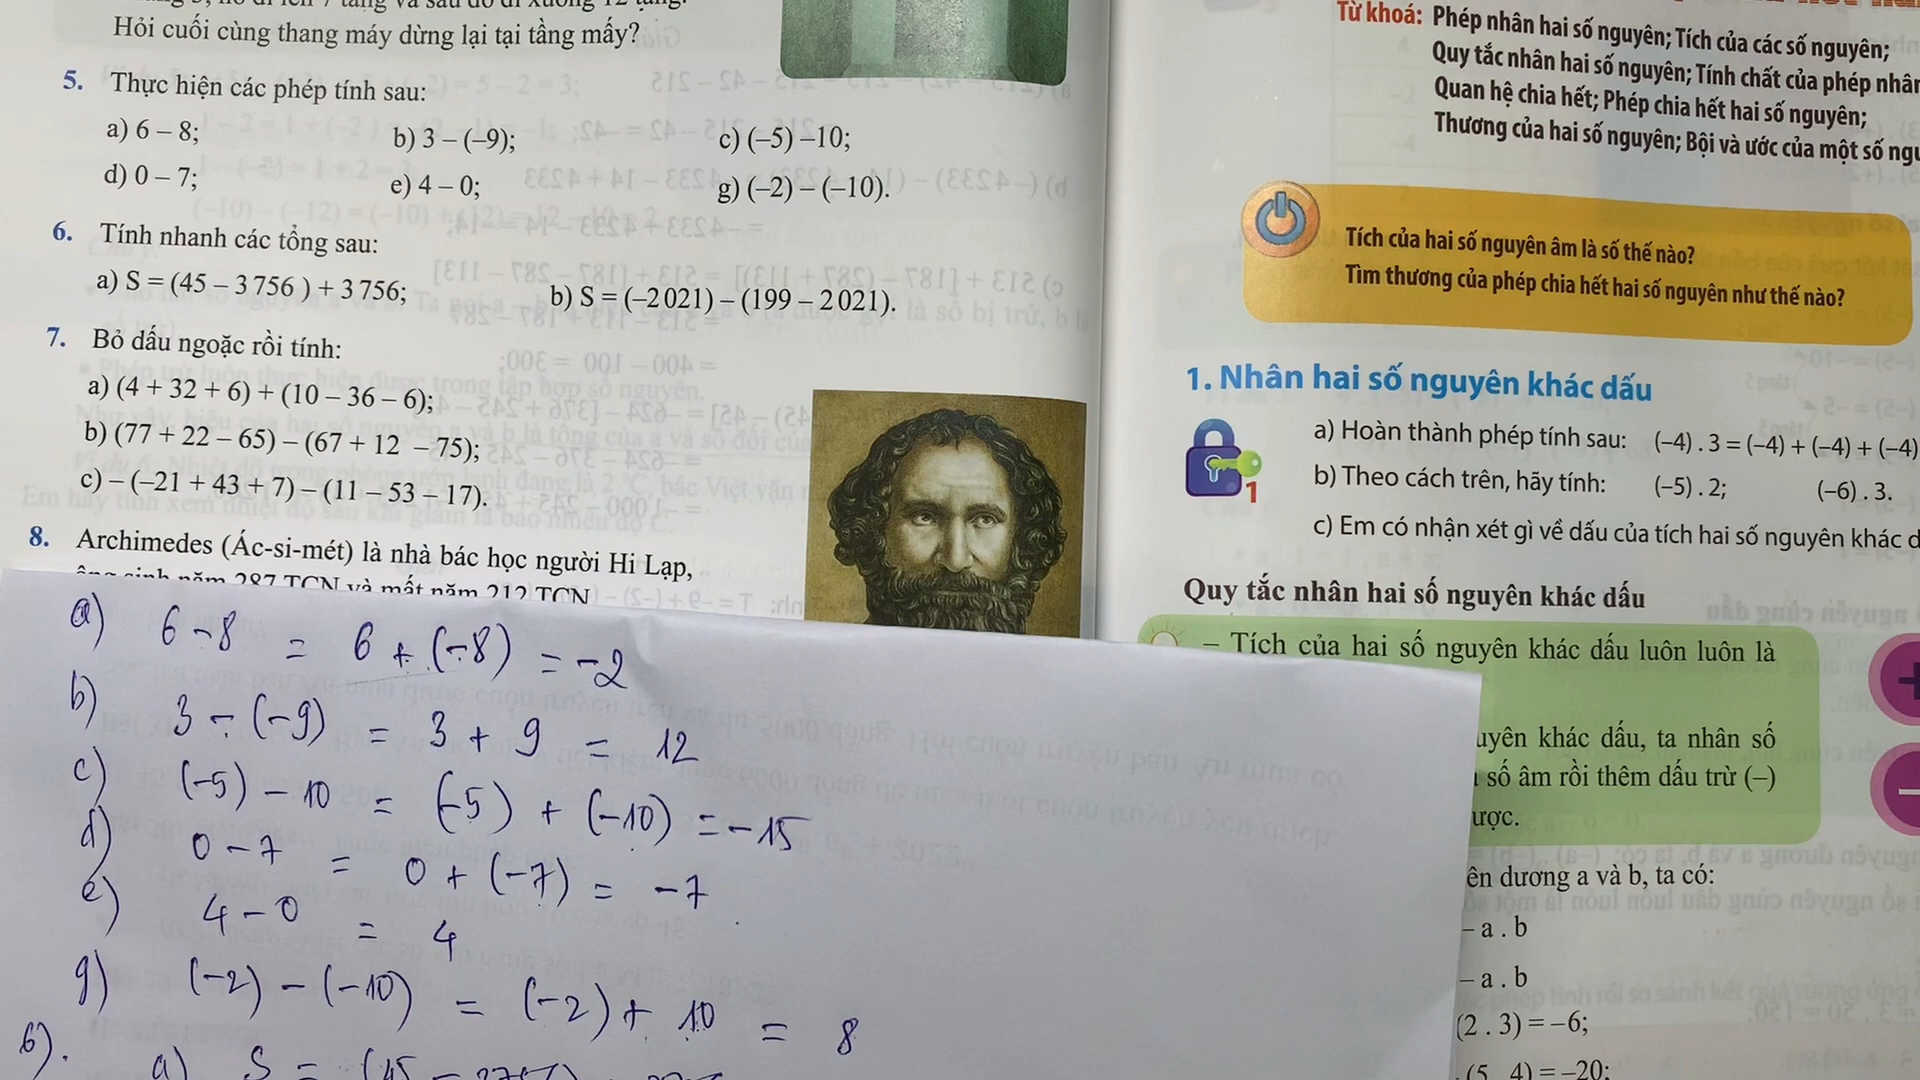 Hỏi cuối cùng thang máy dừng lại tại tầng mấy?
5. Thực hiện các phép tính sau:
a) 6 – 8; b) 3 – (–9); c) (–5) –10;
d) 0 – 7; e) 4 – 0; g) (–2) – (–10).
6. Tính nhanh các tổng sau:
a) S = (45 – 3 756 ) + 3 756; b) S = (–2 021) – (199 – 2 021).
7. Bỏ dấu ngoặc rồi tính:
a) (4 + 32 + 6) + (10 – 36 – 6);
b) (77 + 22 – 65) – (67 + 12 – 75);
c) – (–21 + 43 + 7) – (11 – 53 – 17).
8. Archimedes (Ác-si-mét) là nhà bác học người Hi Lạp,
ông sinh năm 287 TCN và mất năm 212 TCN
a) 6 - 8 = 6 + (-8) = -2
b) 3 - (-9) = 3 + 9 = 12
c) (-5) - 10 = (-5) + (-10) = -15
d) 0 - 7 = 0 + (-7) = -7
e) 4 - 0 = 4
g) (-2) - (-10) = (-2) + 10 = 8
6).
a) S = (45 -
Từ khoá: Phép nhân hai số nguyên; Tích của các số nguyên;
Quy tắc nhân hai số nguyên; Tính chất của phép nhân
Quan hệ chia hết; Phép chia hết hai số nguyên;
Thương của hai số nguyên; Bội và ước của một số
Tích của hai số nguyên âm là số thế nào?
Tìm thương của phép chia hết hai số nguyên như thế nào?
1. Nhân hai số nguyên khác dấu
1
a) Hoàn thành phép tính sau: (–4) . 3 = (–4) + (–4) + (–4)
b) Theo cách trên, hãy tính: (–5) . 2; (–6) . 3.
c) Em có nhận xét gì về dấu của tích hai số nguyên khác
Quy tắc nhân hai số nguyên khác dấu
– Tích của hai số nguyên khác dấu luôn luôn là
uyên khác dấu, ta nhân số
số âm rồi thêm dấu trừ (–)
ược.
ên dương a và b, ta có:
– a . b
– a . b
(2 . 3) = –6;
(5 . 4) = –20;